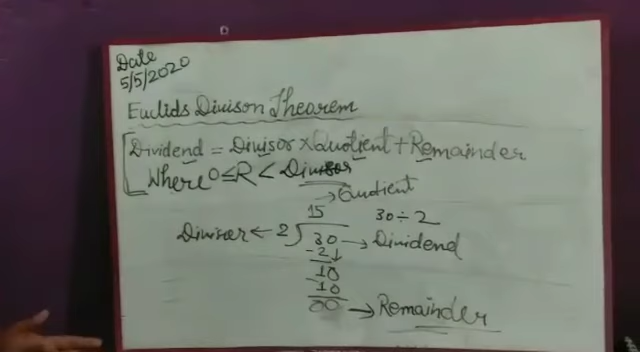 Date
5/5/2020
Euclids Divison Theorem
Dividend = Divisor × Quotient + Remainder
Where 0 ≤ R < Divisor
→ Quotient
15 30 ÷ 2
Divisor ← 2) 30 → Dividend
-2↓
10
-10
00 → Remainder